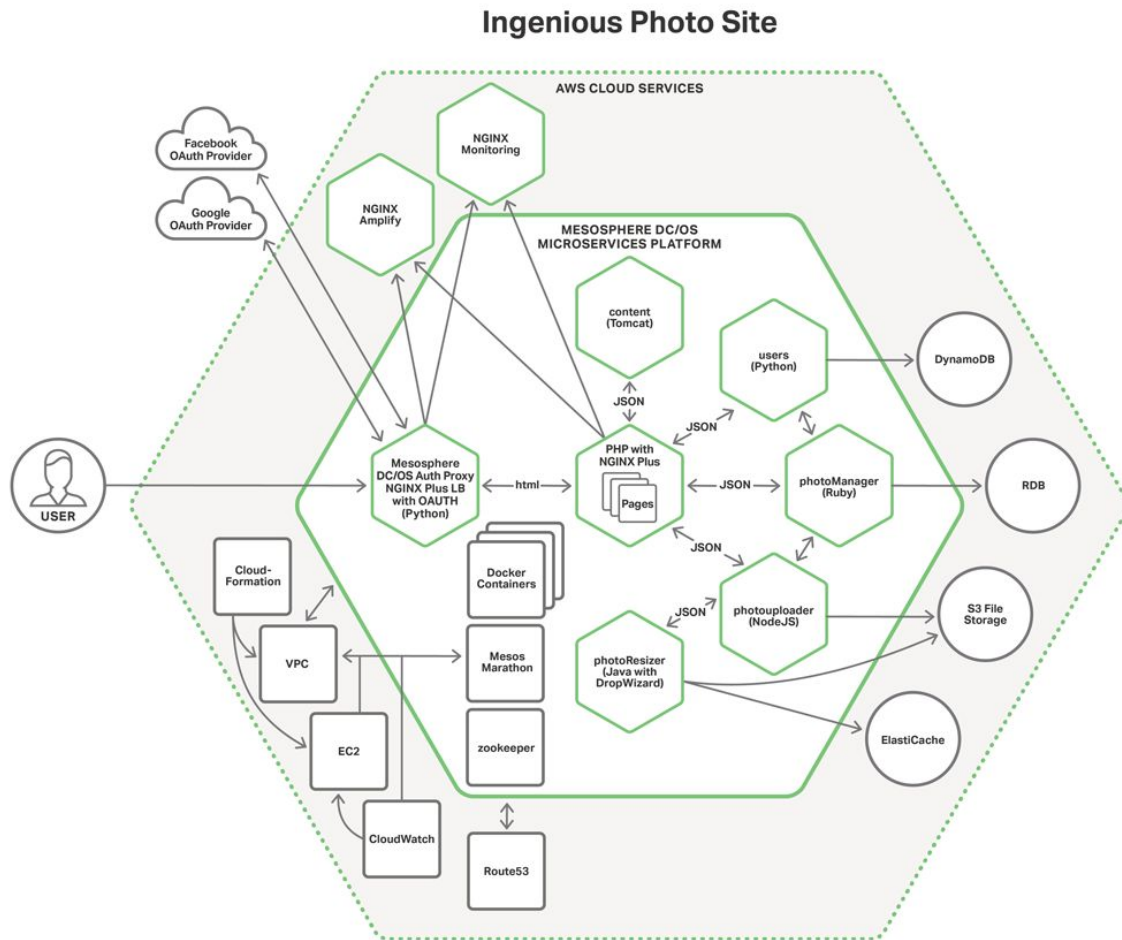 Ingenious Photo Site
AWS CLOUD SERVICES
NGINX
Monitoring
Facebook
OAuth Provider
Google
OAuth Provider
NGINX
Amplify
MESOSPHERE DC/OS
MICROSERVICES PLATFORM
content
(Tomcat)
users
(Python)
DynamoDB
JSON
JSON
PHP with
NGINX Plus
Pages
Mesosphere
DC/OS Auth Proxy
NGINX Plus LB
with OAUTH
(Python)
html
JSON
photoManager
(Ruby)
RDB
USER
JSON
Cloud-
Formation
Docker
Containers
JSON
photouploader
(NodeJS)
S3 File
Storage
VPC
Mesos
Marathon
photoResizer
(Java with
DropWizard)
EC2
zookeeper
ElastiCache
CloudWatch
Route53